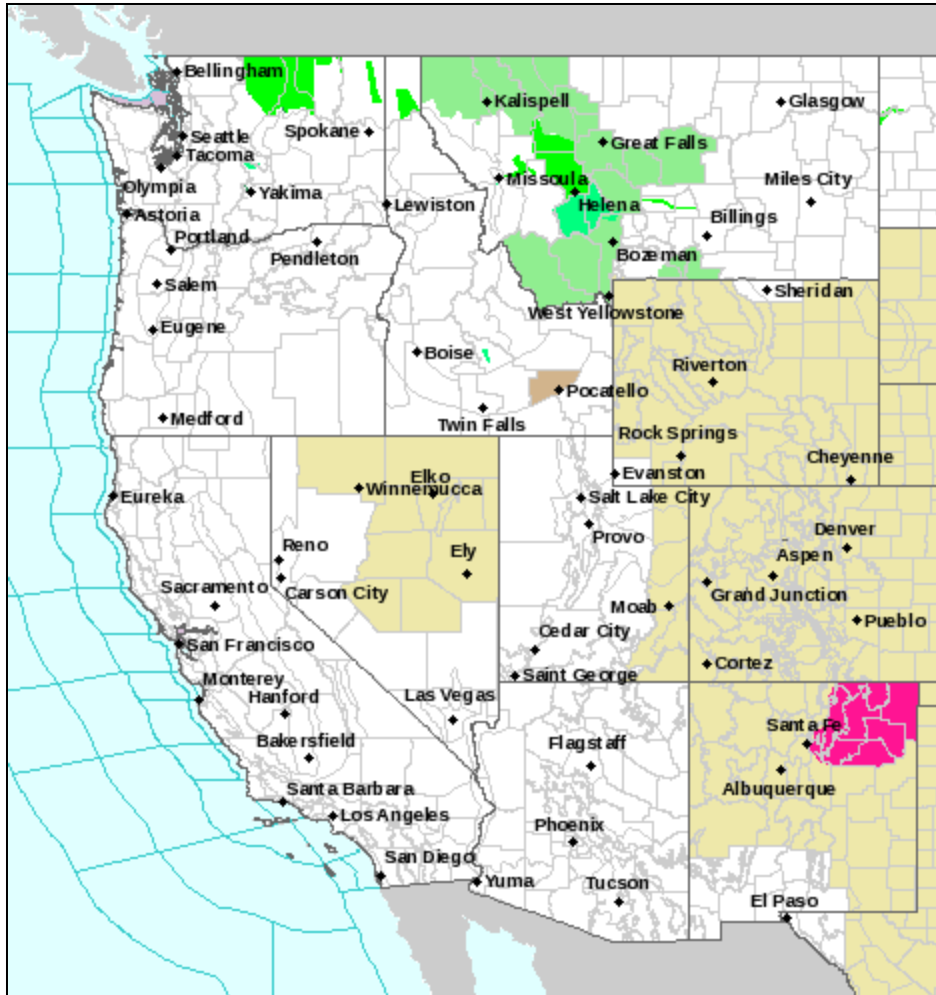 Bellingham
Kalispell
Glasgow
Seattle
Spokane
Great Falls
Tacoma
Olympia
Yakima
Missoula
Miles City
Astoria
Lewiston
Helena
Billings
Portland
Pendleton
Bozeman
Salem
Sheridan
West Yellowstone
Eugene
Boise
Riverton
Pocatello
Medford
Twin Falls
Rock Springs
Cheyenne
Elko
Evanston
Winnemucca
Eureka
Salt Lake City
Denver
Provo
Reno
Ely
Aspen
Sacramento
Carson City
Grand Junction
Moab
Pueblo
Cedar City
San Francisco
Cortez
Saint George
Monterey
Hanford
Las Vegas
Santa Fe
Bakersfield
Flagstaff
Albuquerque
Santa Barbara
Los Angeles
Phoenix
San Diego
Yuma
Tucson
El Paso